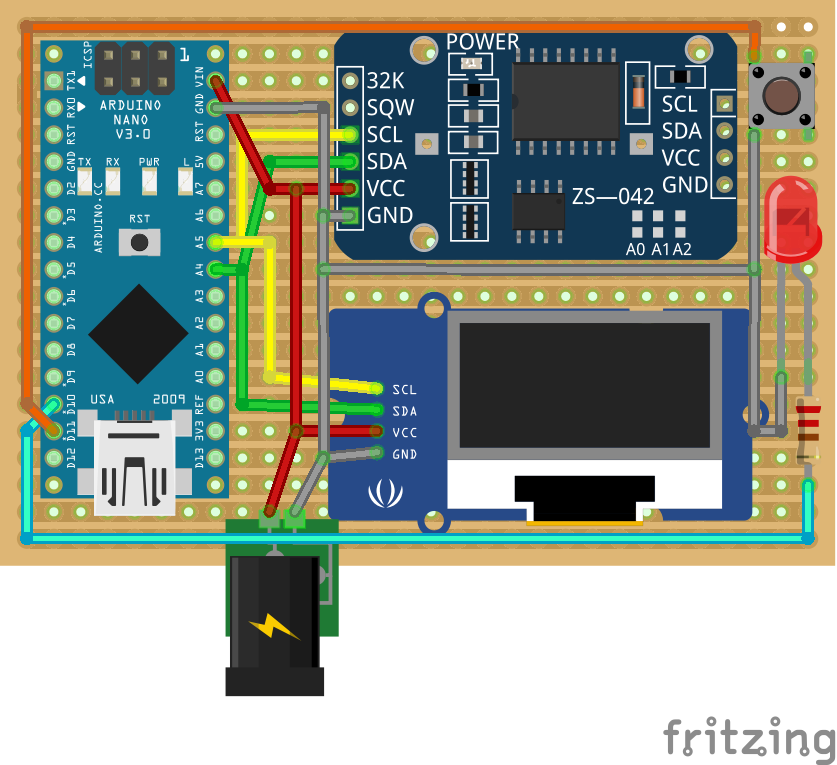 ICSP
1
TX1
RX0
RST
GND
D2
D3
D4
D5
D6
D7
D8
D9
D10
D11
D12
VIN
GND
RST
5V
A7
A6
A5
A4
A3
A2
A1
A0
REF
3V3
D13
ARDUINO
NANO
V3.0
TX RX PWR L
RST
ARDUINO.CC
USA 2009
POWER
32K
SQW
SCL
SDA
VCC
GND
SCL
SDA
VCC
GND
ZS—042
A0 A1 A2
SCL
SDA
VCC
GND
fritzing